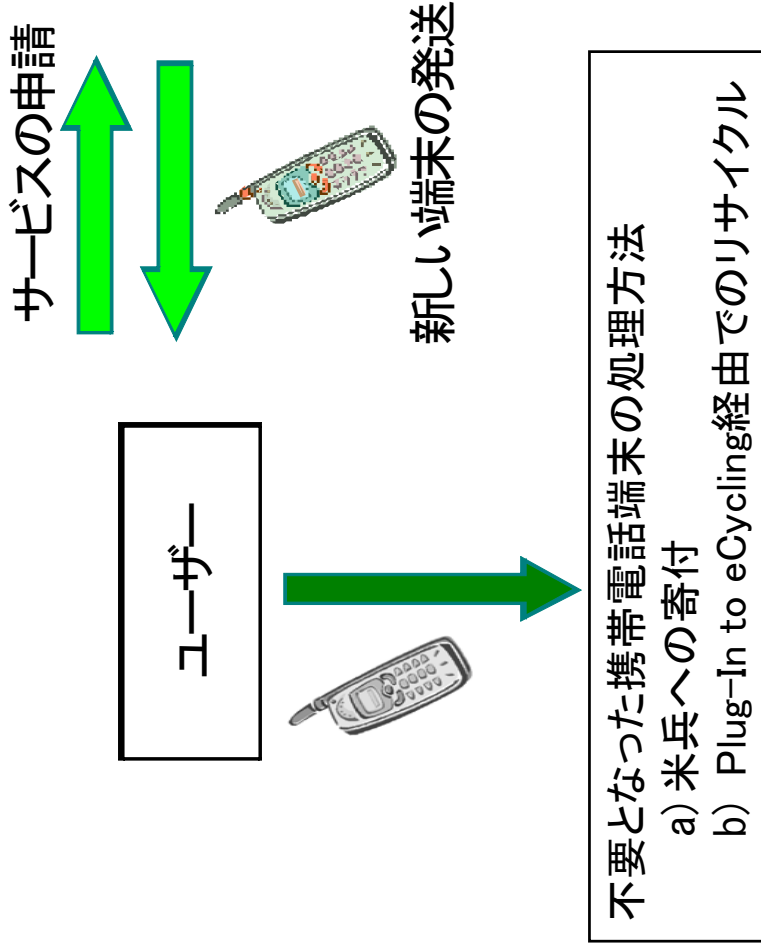 サービスの申請
新しい端末の発送
ユーザー
不要となった携帯電話端末の処理方法
a) 米兵への寄付
b) Plug-In to eCycling経由でのリサイクル